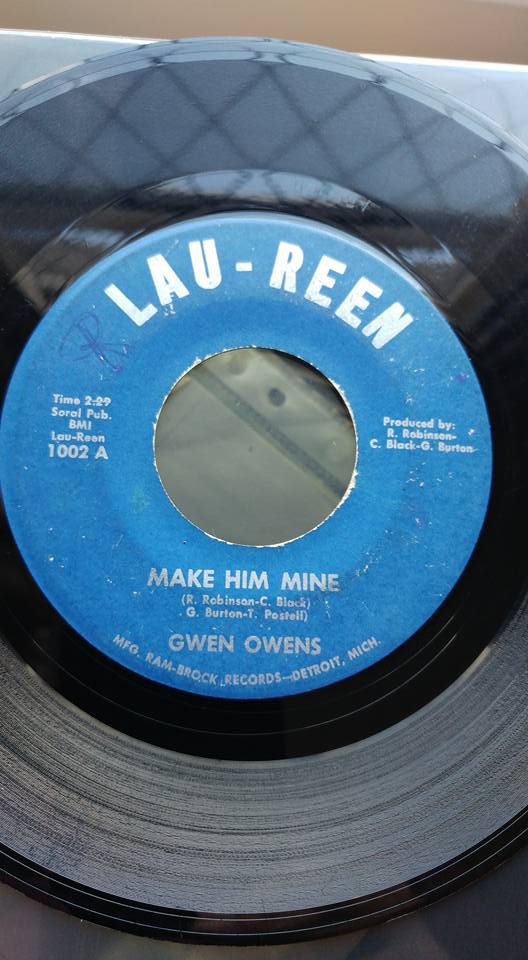 LAU-REEN
R
Time 2:29
Soral Pub.
BMI
Lau-Reen
1002 A
Produced by:
R. Robinson-
C. Black-G. Burton
MAKE HIM MINE
(R. Robinson-C. Black)
G. Burton-T. Postell)
GWEN OWENS
MFG. RAM-BROCK RECORDS—DETROIT, MICH.